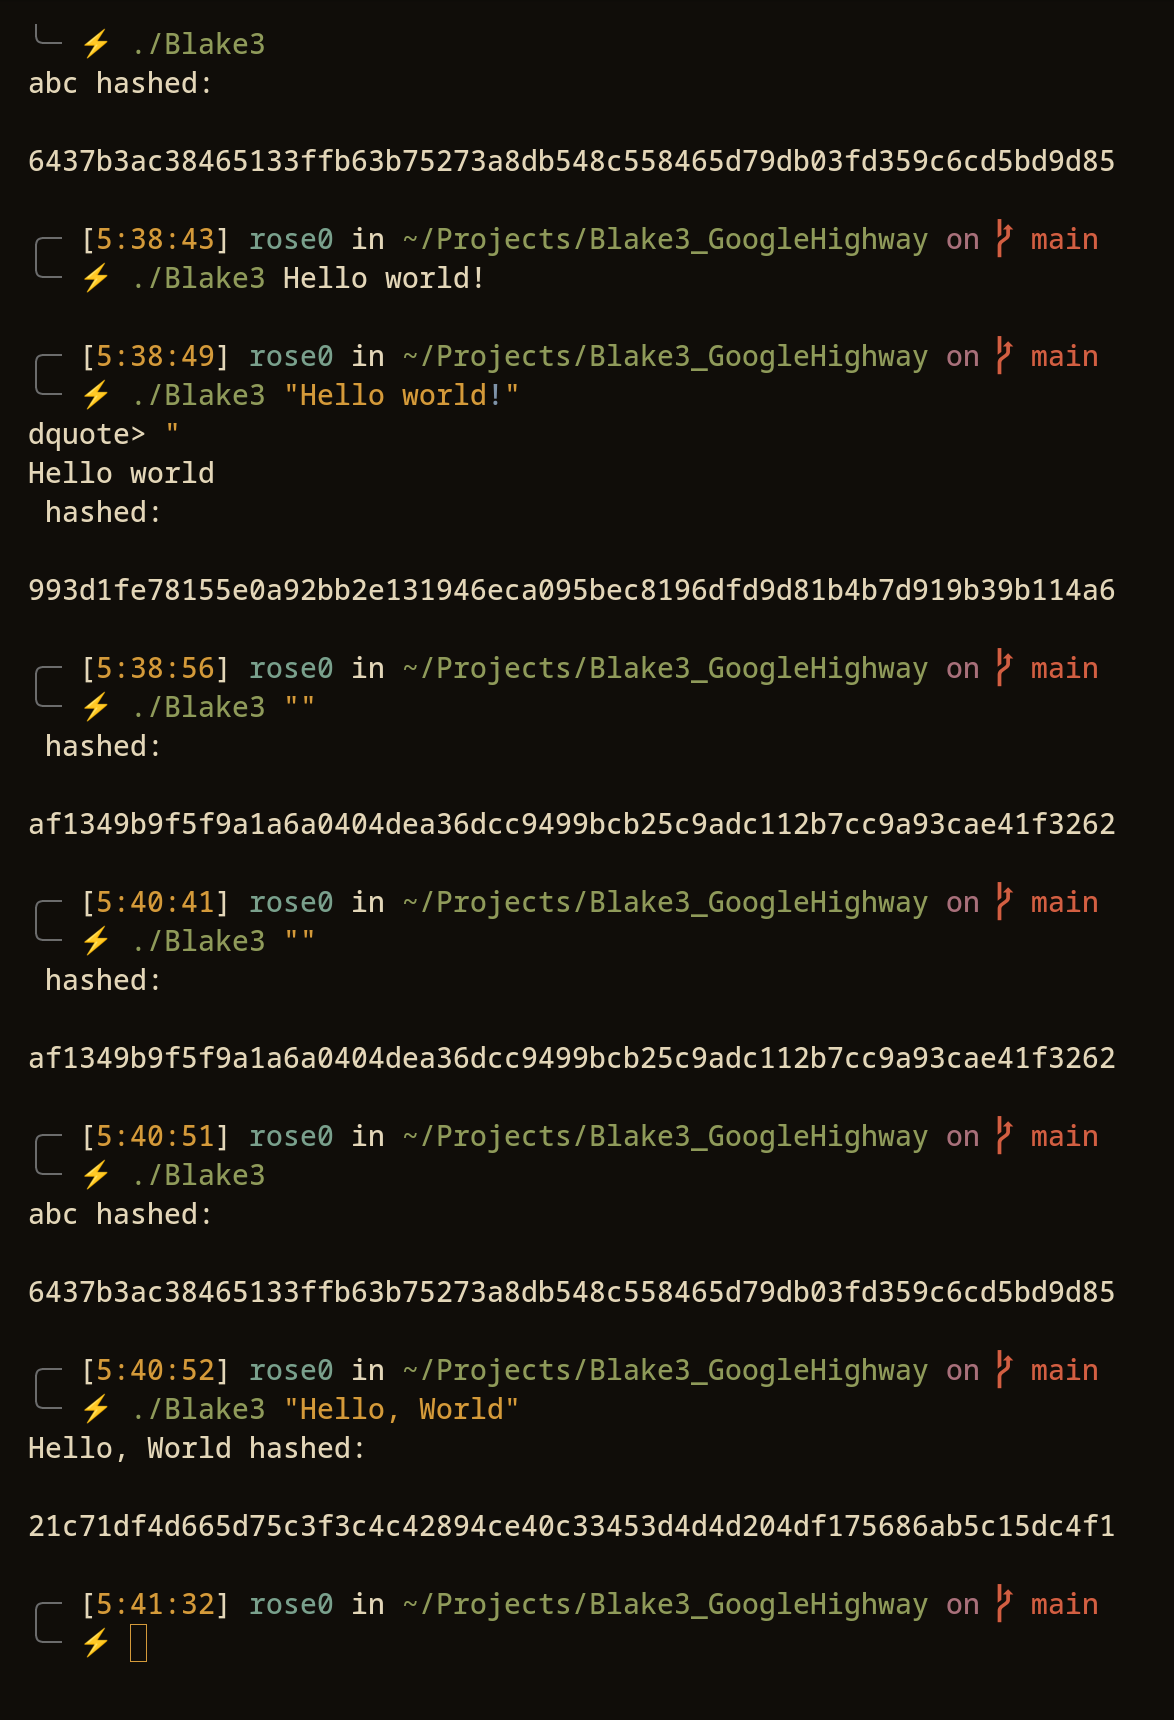 ⚡ ./Blake3
abc hashed:
6437b3ac38465133ffb63b75273a8db548c558465d79db03fd359c6cd5bd9d85
[5:38:43] rose0 in ~/Projects/Blake3_GoogleHighway on main
⚡ ./Blake3 Hello world!
[5:38:49] rose0 in ~/Projects/Blake3_GoogleHighway on main
⚡ ./Blake3 "Hello world!"
dquote> "
Hello world
hashed:
993d1fe78155e0a92bb2e131946eca095bec8196dfd9d81b4b7d919b39b114a6
[5:38:56] rose0 in ~/Projects/Blake3_GoogleHighway on main
⚡ ./Blake3 ""
hashed:
af1349b9f5f9a1a6a0404dea36dcc9499bcb25c9adc112b7cc9a93cae41f3262
[5:40:41] rose0 in ~/Projects/Blake3_GoogleHighway on main
⚡ ./Blake3 ""
hashed:
af1349b9f5f9a1a6a0404dea36dcc9499bcb25c9adc112b7cc9a93cae41f3262
[5:40:51] rose0 in ~/Projects/Blake3_GoogleHighway on main
⚡ ./Blake3
abc hashed:
6437b3ac38465133ffb63b75273a8db548c558465d79db03fd359c6cd5bd9d85
[5:40:52] rose0 in ~/Projects/Blake3_GoogleHighway on main
⚡ ./Blake3 "Hello, World"
Hello, World hashed:
21c71df4d665d75c3f3c4c42894ce40c33453d4d4d204df175686ab5c15dc4f1
[5:41:32] rose0 in ~/Projects/Blake3_GoogleHighway on main
⚡